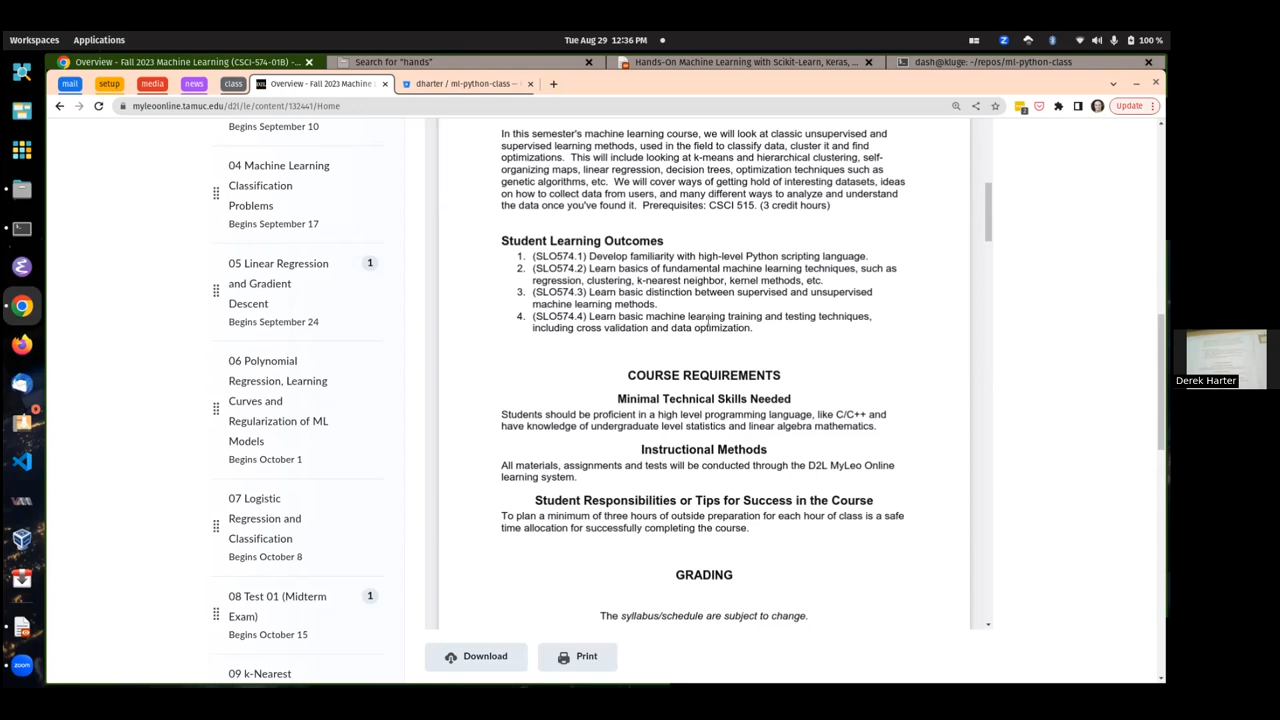 Workspaces Applications Tue Aug 29 12:36 PM 100 %
Overview - Fall 2023 Machine Learning (CSCI-574-01B) - ×
Search for "hands" ×
Hands-On Machine Learning with Scikit-Learn, Keras, ... ×
dash@kluge: ~/repos/ml-python-class ×
mail setup media news class Overview - Fall 2023 Machine L × dharter / ml-python-class — × +
myleoonline.tamuc.edu/d2l/le/content/132441/Home Update
Begins September 10
04 Machine Learning
Classification
Problems
Begins September 17
05 Linear Regression 1
and Gradient
Descent
Begins September 24
06 Polynomial
Regression, Learning
Curves and
Regularization of ML
Models
Begins October 1
07 Logistic
Regression and
Classification
Begins October 8
08 Test 01 (Midterm 1
Exam)
Begins October 15
09 k-Nearest
In this semester's machine learning course, we will look at classic unsupervised and
supervised learning methods, used in the field to classify data, cluster it and find
optimizations. This will include looking at k-means and hierarchical clustering, self-
organizing maps, linear regression, decision trees, optimization techniques such as
genetic algorithms, etc. We will cover ways of getting hold of interesting datasets, ideas
on how to collect data from users, and many different ways to analyze and understand
the data once you've found it. Prerequisites: CSCI 515. (3 credit hours)
Student Learning Outcomes
1. (SLO574.1) Develop familiarity with high-level Python scripting language.
2. (SLO574.2) Learn basics of fundamental machine learning techniques, such as
regression, clustering, k-nearest neighbor, kernel methods, etc.
3. (SLO574.3) Learn basic distinction between supervised and unsupervised
machine learning methods.
4. (SLO574.4) Learn basic machine learning training and testing techniques,
including cross validation and data optimization.
COURSE REQUIREMENTS
Minimal Technical Skills Needed
Students should be proficient in a high level programming language, like C/C++ and
have knowledge of undergraduate level statistics and linear algebra mathematics.
Instructional Methods
All materials, assignments and tests will be conducted through the D2L MyLeo Online
learning system.
Student Responsibilities or Tips for Success in the Course
To plan a minimum of three hours of outside preparation for each hour of class is a safe
time allocation for successfully completing the course.
GRADING
The syllabus/schedule are subject to change.
Download Print
Derek Harter
zoom